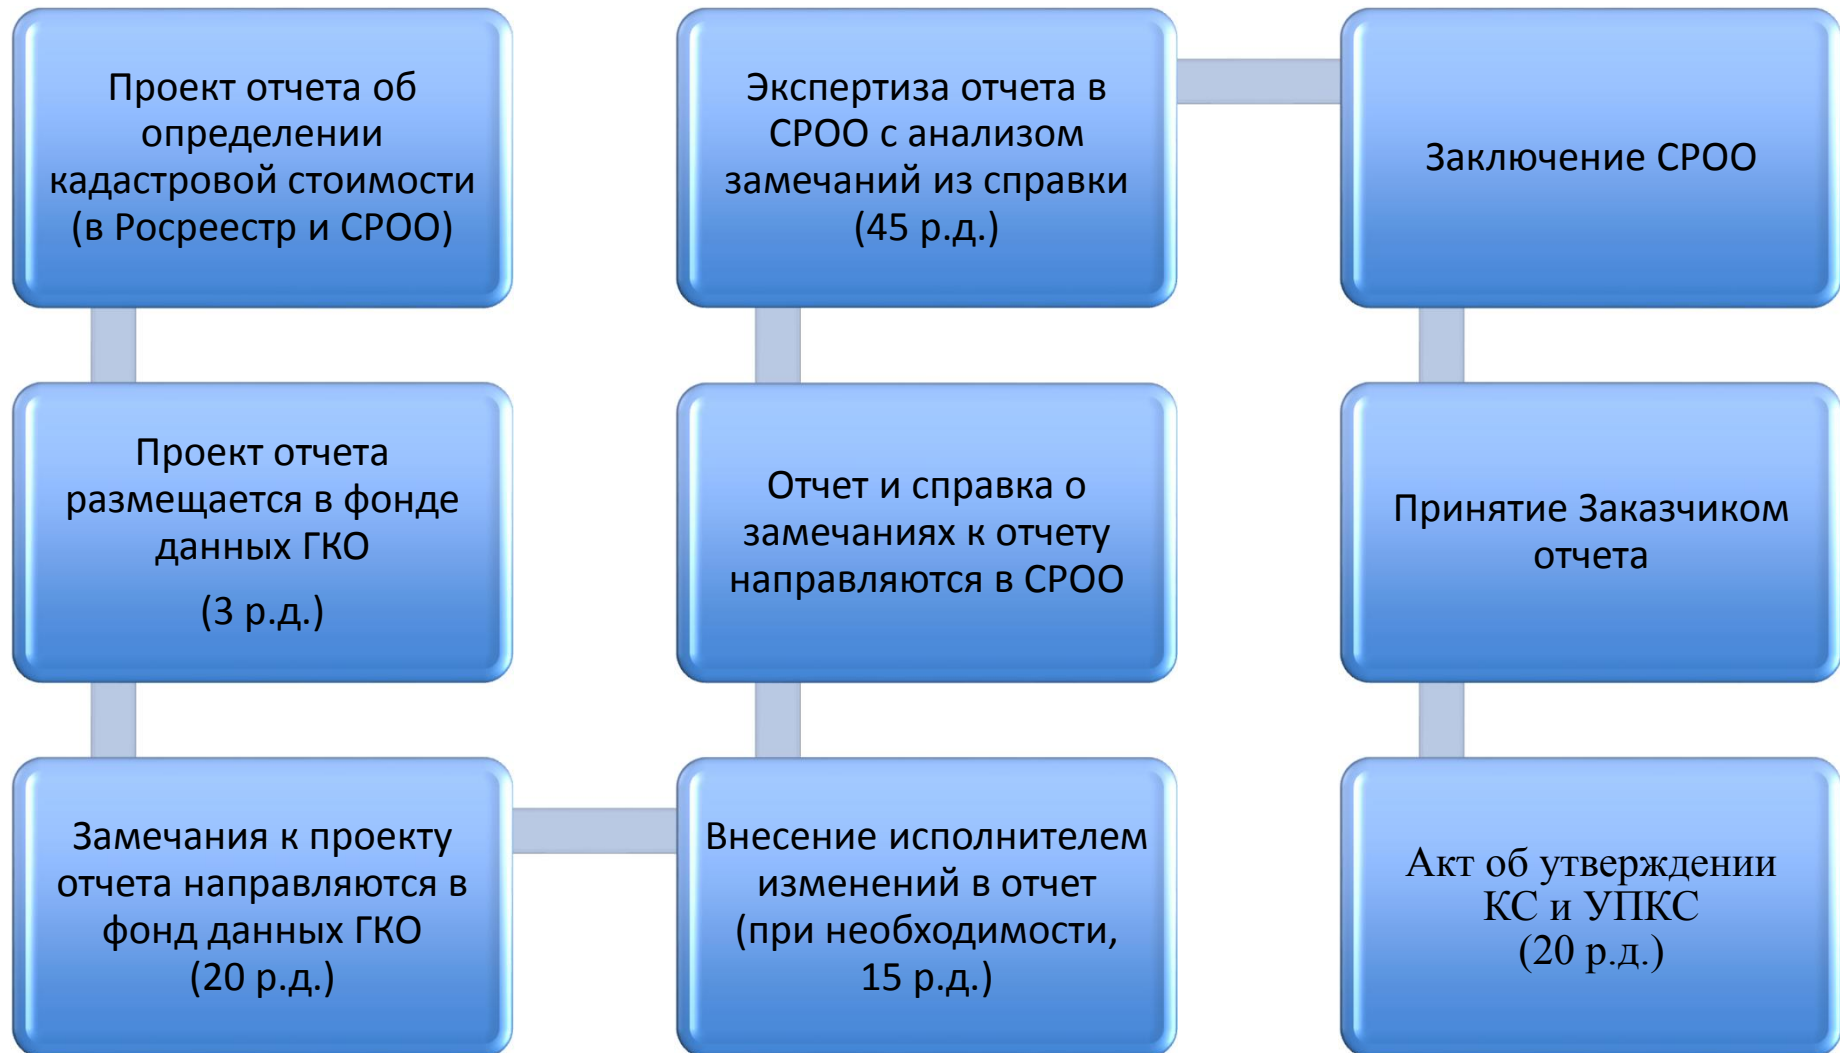 Проект отчета об
определении
кадастровой стоимости
(в Росреестр и СРОО)
Проект отчета
размещается в фонде
данных ГКО
(3 р.д.)
Замечания к проекту
отчета направляются в
фонд данных ГКО
(20 р.д.)
Внесение исполнителем
изменений в отчет
(при необходимости,
15 р.д.)
Отчет и справка о
замечаниях к отчету
направляются в СРОО
Экспертиза отчета в
СРОО с анализом
замечаний из справки
(45 р.д.)
Заключение СРОО
Принятие Заказчиком
отчета
Акт об утверждении
КС и УПКС
(20 р.д.)